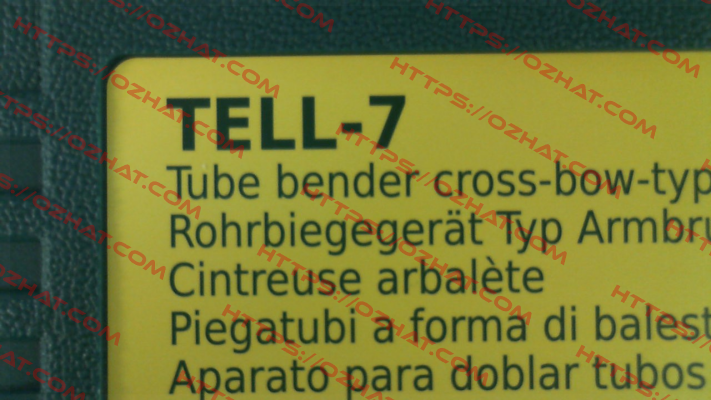 TELL-7
Tube bender cross-bow-typ
Rohrbiegegerät Typ Armbru
Cintreuse arbalète
Piegatubi a forma di balest
Aparato para doblar tubos
HTTPS://OZHAT.COM